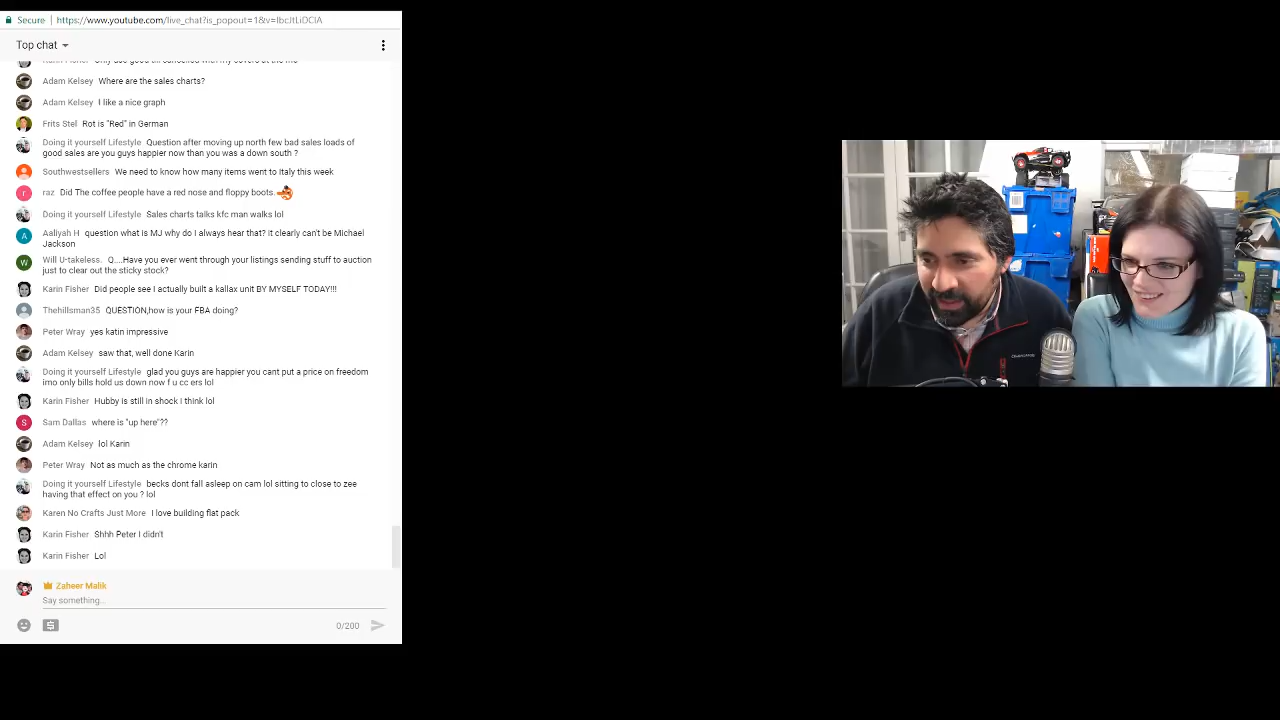 Secure
https://www.youtube.com/live_chat?is_popout=1&v=
Top chat
Karin Fisher Only use good till cancelled with my covers at the mo
Adam Kelsey Where are the sales charts?
Adam Kelsey I like a nice graph
Frits Stel Rot is "Red" in German
Doing it yourself Lifestyle Question after moving up north few bad sales loads of
good sales are you guys happier now than you was a down south ?
Southwestsellers We need to know how many items went to Italy this week
raz Did The coffee people have a red nose and floppy boots.
Doing it yourself Lifestyle Sales charts talks kfc man walks lol
Aaliyah H question what is MJ why do I always hear that? it clearly can't be Michael
Jackson
Will U-takeless. Q....Have you ever went through your listings sending stuff to auction
just to clear out the sticky stock?
Karin Fisher Did people see I actually built a kallax unit BY MYSELF TODAY!!!
Thehillsman35 QUESTION,how is your FBA doing?
Peter Wray yes katin impressive
Adam Kelsey saw that, well done Karin
Doing it yourself Lifestyle glad you guys are happier you cant put a price on freedom
imo only bills hold us down now f u cc ers lol
Karin Fisher Hubby is still in shock I think lol
Sam Dallas where is "up here"??
Adam Kelsey lol Karin
Peter Wray Not as much as the chrome karin
Doing it yourself Lifestyle becks dont fall asleep on cam lol sitting to close to zee
having that effect on you ? lol
Karen No Crafts Just More I love building flat pack
Karin Fisher Shhh Peter I didn't
Karin Fisher Lol
Zaheer Malik
Say something...
0/200